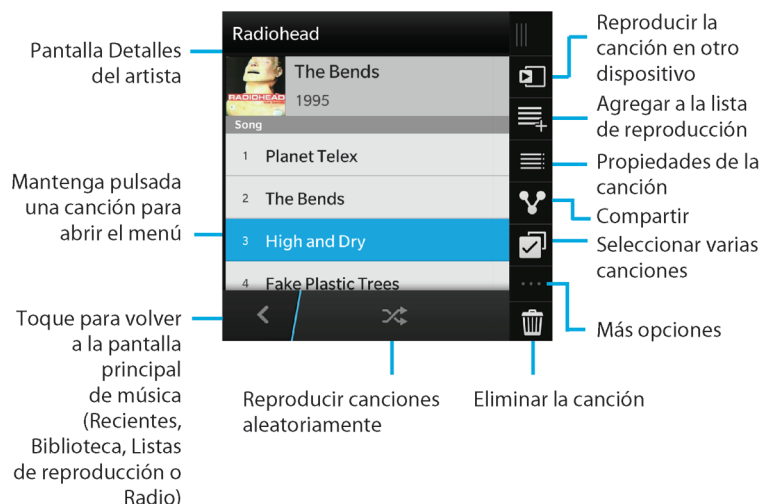 Pantalla Detalles
del artista
Mantenga pulsada
una canción para
abrir el menú
Toque para volver
a la pantalla
principal
de música
(Recientes,
Biblioteca, Listas
de reproducción o
Radio)
Radiohead
RADIOHEAD
The Bends
1995
Song
1 Planet Telex
2 The Bends
3 High and Dry
4 Fake Plastic Trees
Reproducir canciones
aleatoriamente
Eliminar la canción
Reproducir la
canción en otro
dispositivo
Agregar a la lista
de reproducción
Propiedades de la
canción
Compartir
Seleccionar varias
canciones
Más opciones